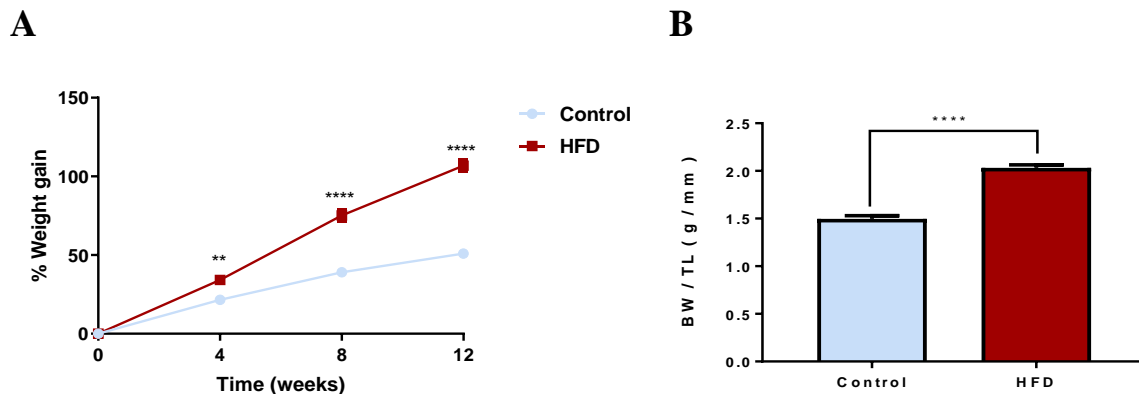 A
% Weight gain
150
100
50
0
**
****
****
0 4 8 12
Time (weeks)
Control
HFD
B
BW / TL ( g / mm )
2.5
2.0
1.5
1.0
0.5
0.0
****
Control HFD